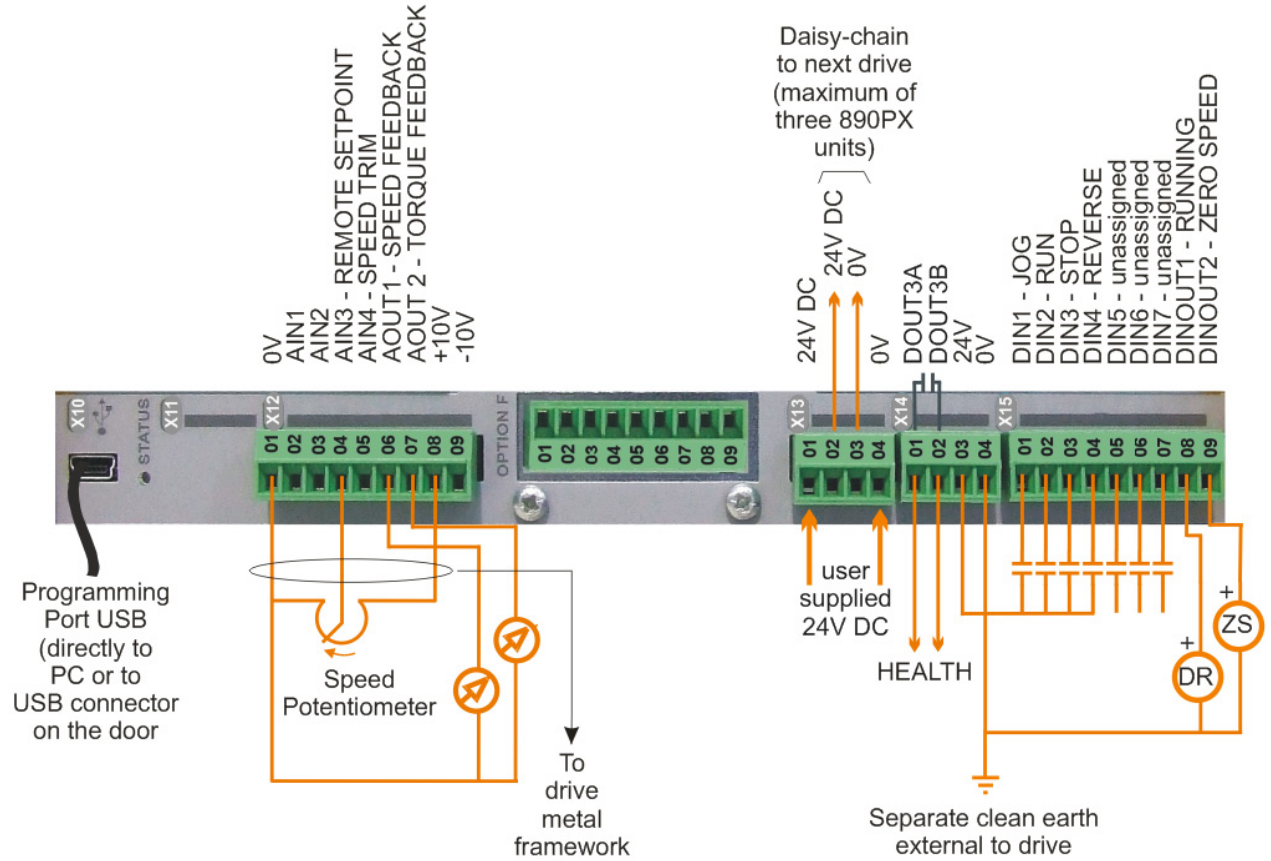 Daisy-chain
to next drive
(maximum of
three 890PX
units)
0V
AIN1
AIN2
AIN3 - REMOTE SETPOINT
AIN4 - SPEED TRIM
AOUT1 - SPEED FEEDBACK
AOUT 2 - TORQUE FEEDBACK
+10V
-10V
24V DC
24V DC
0V
0V
DOUT3A
DOUT3B
24V
0V
DIN1 - JOG
DIN2 - RUN
DIN3 - STOP
DIN4 - REVERSE
DIN5 - unassigned
DIN6 - unassigned
DIN7 - unassigned
DINOUT1 - RUNNING
DINOUT2 - ZERO SPEED
X10
STATUS
X11
X12
01 02 03 04 05 06 07 08 09
OPTION F
01 02 03 04 05 06 07 08 09
X13
01 02 03 04
X14
01 02 03 04
X15
01 02 03 04 05 06 07 08 09
Programming
Port USB
(directly to
PC or to
USB connector
on the door
Speed
Potentiometer
To
drive
metal
framework
user
supplied
24V DC
HEALTH
+
DR
+
ZS
Separate clean earth
external to drive